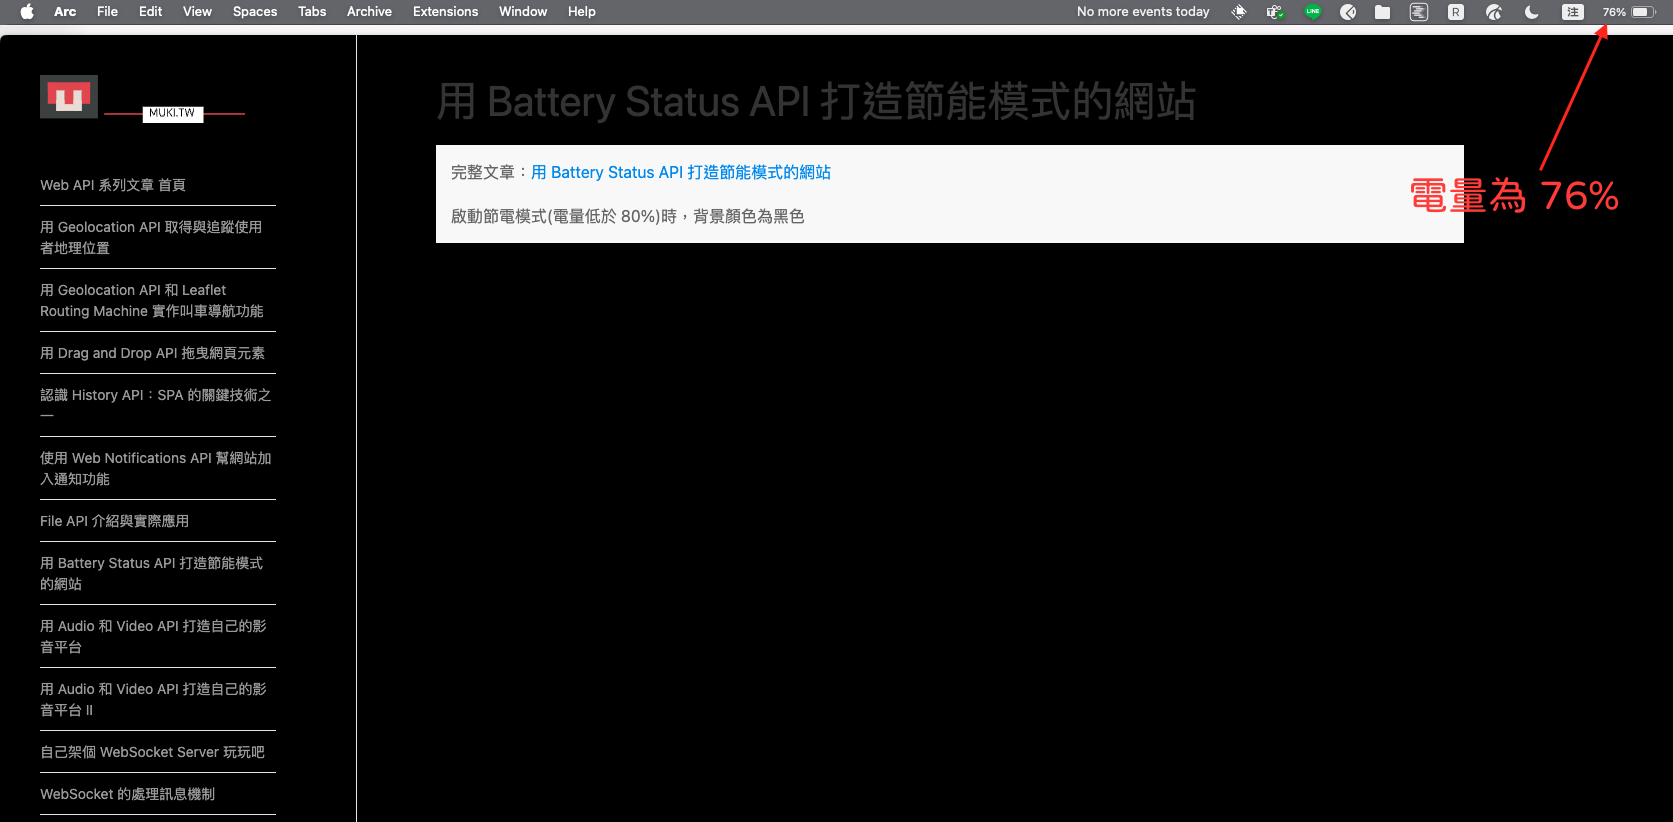 Arc File Edit View Spaces Tabs Archive Extensions Window Help No more events today LINE R 注 76%
MUKI.TW
Web API 系列文章 首頁
用 Geolocation API 取得與追蹤使用
者地理位置
用 Geolocation API 和 Leaflet
Routing Machine 實作叫車導航功能
用 Drag and Drop API 拖曳網頁元素
認識 History API：SPA 的關鍵技術之
一
使用 Web Notifications API 幫網站加
入通知功能
File API 介紹與實際應用
用 Battery Status API 打造節能模式
的網站
用 Audio 和 Video API 打造自己的影
音平台
用 Audio 和 Video API 打造自己的影
音平台 II
自己架個 WebSocket Server 玩玩吧
WebSocket 的處理訊息機制
用 Battery Status API 打造節能模式的網站
完整文章：用 Battery Status API 打造節能模式的網站
啟動節電模式(電量低於 80%)時，背景顏色為黑色
電量為 76%